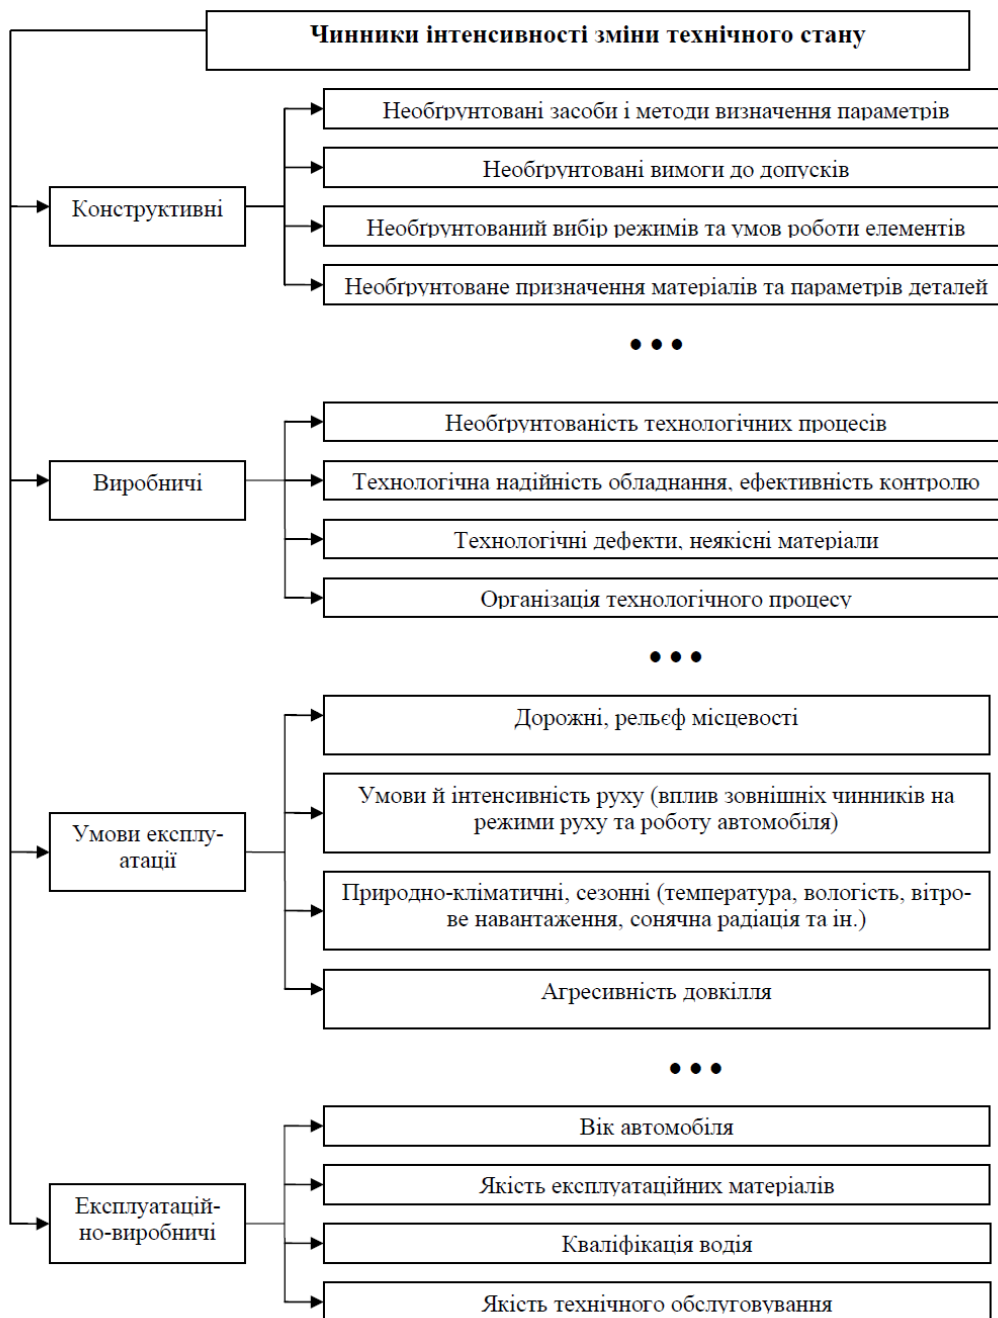 Чинники інтенсивності зміни технічного стану
Конструктивні
Необґрунтовані засоби і методи визначення параметрів
Необґрунтовані вимоги до допусків
Необґрунтований вибір режимів та умов роботи елементів
Необґрунтоване призначення матеріалів та параметрів деталей
•••
Виробничі
Необґрунтованість технологічних процесів
Технологічна надійність обладнання, ефективність контролю
Технологічні дефекти, неякісні матеріали
Організація технологічного процесу
•••
Умови експлу-
атації
Дорожні, рельєф місцевості
Умови й інтенсивність руху (вплив зовнішніх чинників на
режими руху та роботу автомобіля)
Природно-кліматичні, сезонні (температура, вологість, вітро-
ве навантаження, сонячна радіація та ін.)
Агресивність довкілля
•••
Експлуатацій-
но-виробничі
Вік автомобіля
Якість експлуатаційних матеріалів
Кваліфікація водія
Якість технічного обслуговування